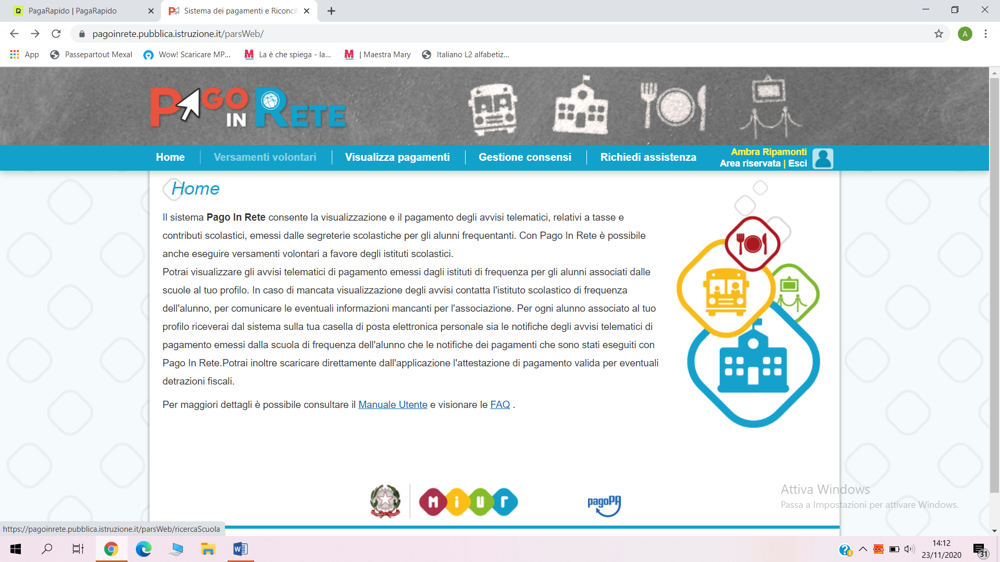 PagaRapido | PagaRapido
Sistema dei pagamenti e Riconcil
pagoinrete.pubblica.istruzione.it/parsWeb/
A
App
Passepartout Mexal
Wow! Scaricare MP...
La è che spiega - la...
| Maestra Mary
Italiano L2 alfabetiz...
PAGO IN RETE
Home
Versamenti volontari
Visualizza pagamenti
Gestione consensi
Richiedi assistenza
Ambra Ripamonti
Area riservata | Esci
Home
Il sistema Pago In Rete consente la visualizzazione e il pagamento degli avvisi telematici, relativi a tasse e
contributi scolastici, emessi dalle segreterie scolastiche per gli alunni frequentanti. Con Pago In Rete è possibile
anche eseguire versamenti volontari a favore degli istituti scolastici.
Potrai visualizzare gli avvisi telematici di pagamento emessi dagli istituti di frequenza per gli alunni associati dalle
scuole al tuo profilo. In caso di mancata visualizzazione degli avvisi contatta l'istituto scolastico di frequenza
dell'alunno, per comunicare le eventuali informazioni mancanti per l'associazione. Per ogni alunno associato al tuo
profilo riceverai dal sistema sulla tua casella di posta elettronica personale sia le notifiche degli avvisi telematici di
pagamento emessi dalla scuola di frequenza dell'alunno che le notifiche dei pagamenti che sono stati eseguiti con
Pago In Rete.Potrai inoltre scaricare direttamente dall'applicazione l'attestazione di pagamento valida per eventuali
detrazioni fiscali.
Per maggiori dettagli è possibile consultare il Manuale Utente e visionare le FAQ .
Miur
pagoPA
Attiva Windows
Passa a Impostazioni per attivare Windows.
https://pagoinrete.pubblica.istruzione.it/parsWeb/ricercaScuola
14:12
23/11/2020
31